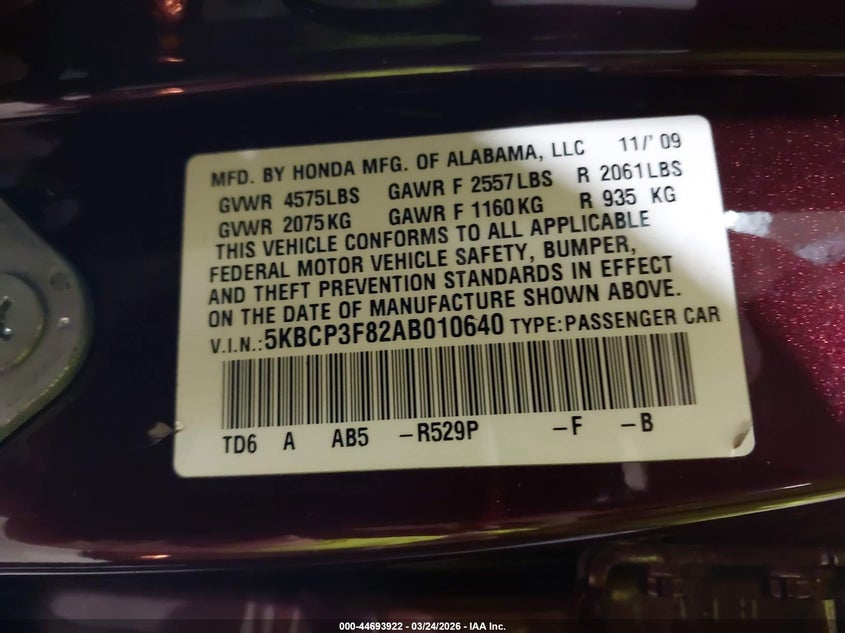 MFD. BY HONDA MFG. OF ALABAMA, LLC 11/' 09
GVWR 4575LBS GAWR F 2557LBS R 2061LBS
GVWR 2075KG GAWR F 1160KG R 935 KG
THIS VEHICLE CONFORMS TO ALL APPLICABLE
FEDERAL MOTOR VEHICLE SAFETY, BUMPER,
AND THEFT PREVENTION STANDARDS IN EFFECT
ON THE DATE OF MANUFACTURE SHOWN ABOVE.
V.I.N.:5KBCP3F82AB010640 TYPE:PASSENGER CAR
TD6 A AB5 -R529P -F -B
000-44693922 - 03/24/2026 - IAA Inc.